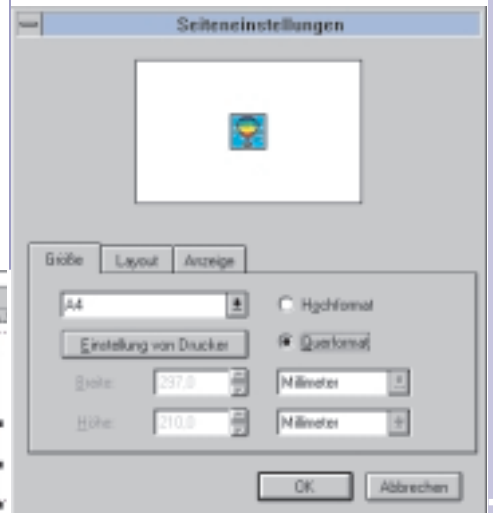 Seiteneinstellungen
Größe Layout Anzeige
A4
Hochformat
Einstellung von Drucker
Querformat
Breite: 297,0 Millimeter
Höhe: 210,0 Millimeter
OK Abbrechen